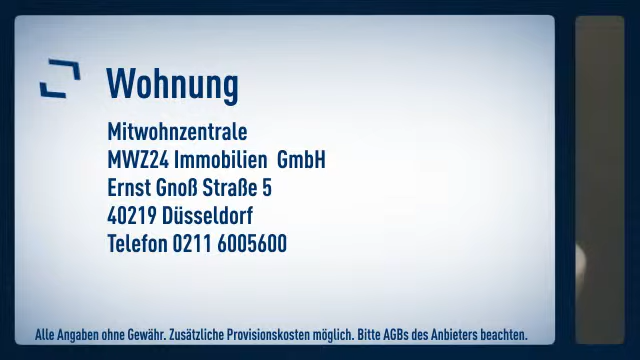 Wohnung
Mitwohnzentrale
MWZ24 Immobilien GmbH
Ernst Gnoß Straße 5
40219 Düsseldorf
Telefon 0211 6005600
Alle Angaben ohne Gewähr. Zusätzliche Provisionskosten möglich. Bitte AGBs des Anbieters beachten.